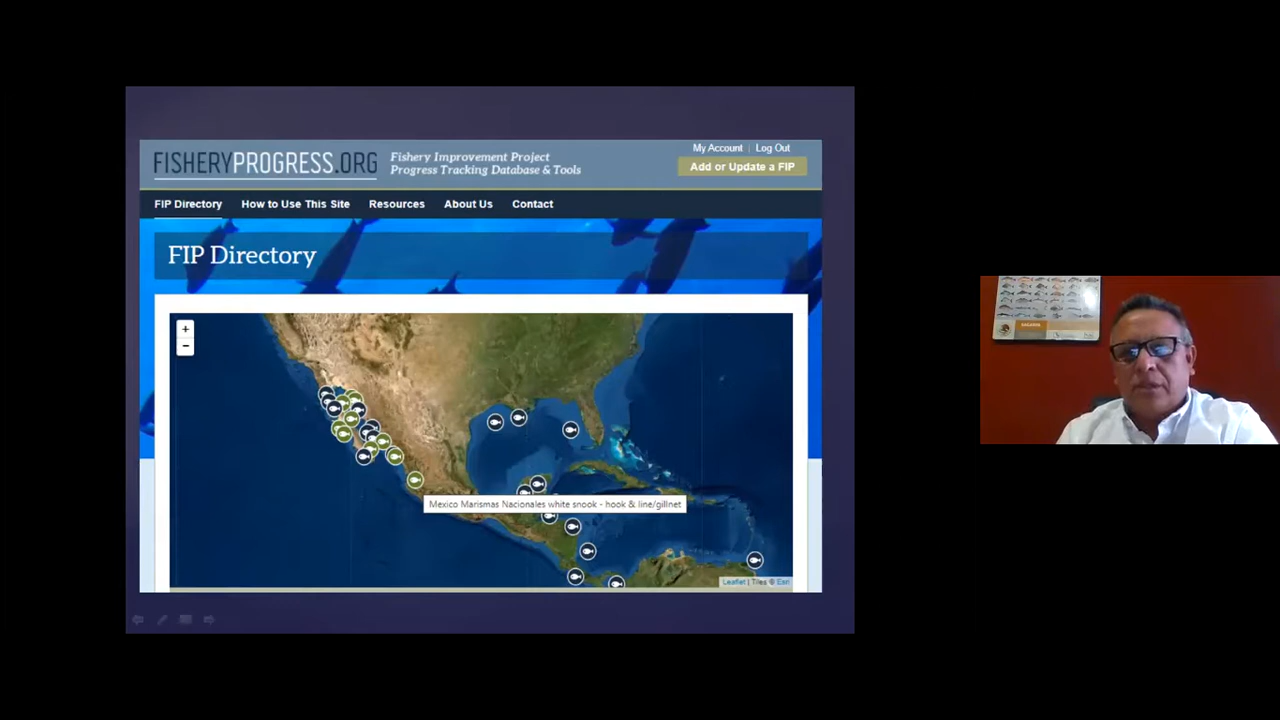 FISHERYPROGRESS.ORG
Fishery Improvement Project
Progress Tracking Database & Tools
My Account | Log Out
Add or Update a FIP
FIP Directory How to Use This Site Resources About Us Contact
FIP Directory
+
−
Mexico Marismas Nacionales white snook - hook & line/gillnet
Leaflet | Tiles © Esri